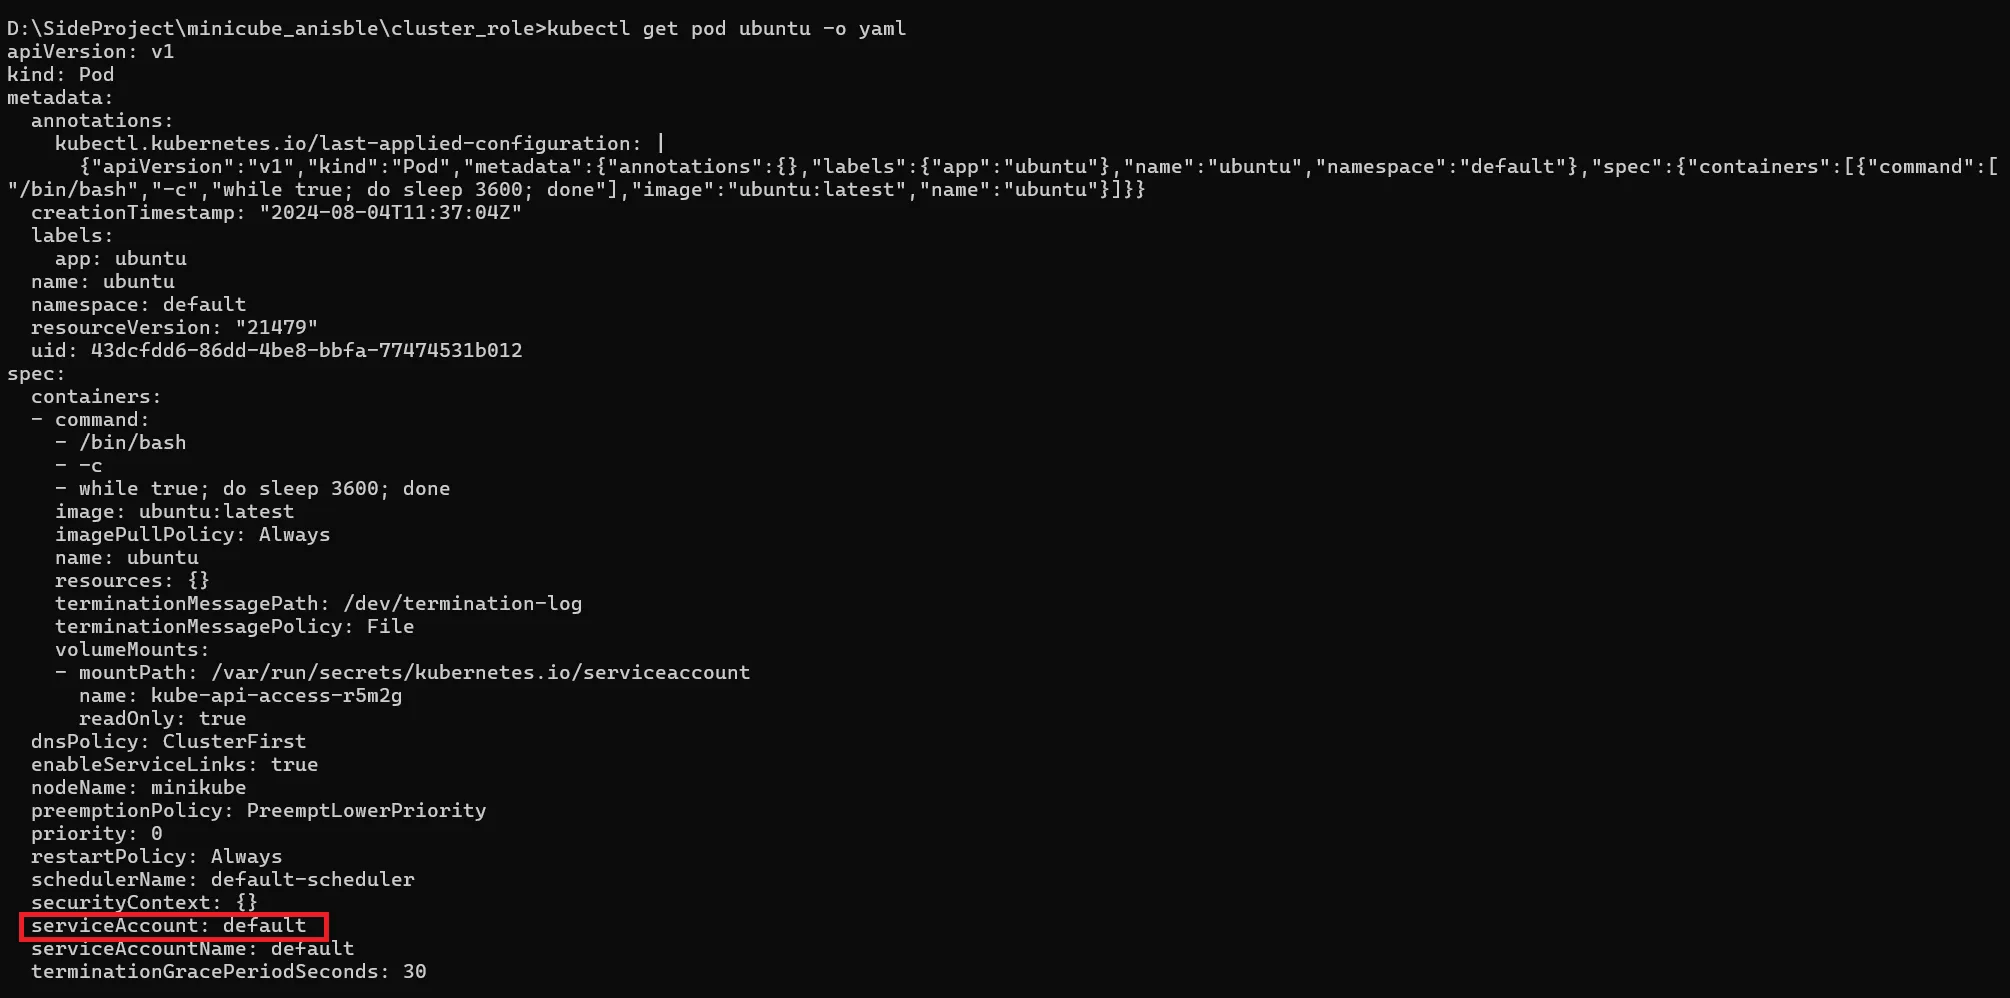 D:\SideProject\minicube_anisble\cluster_role>kubectl get pod ubuntu -o yaml
apiVersion: v1
kind: Pod
metadata:
  annotations:
    kubectl.kubernetes.io/last-applied-configuration: |
      {"apiVersion":"v1","kind":"Pod","metadata":{"annotations":{},"labels":{"app":"ubuntu"},"name":"ubuntu","namespace":"default"},"spec":{"containers":[{"command":[
"/bin/bash","-c","while true; do sleep 3600; done"],"image":"ubuntu:latest","name":"ubuntu"}]}}
  creationTimestamp: "2024-08-04T11:37:04Z"
  labels:
    app: ubuntu
  name: ubuntu
  namespace: default
  resourceVersion: "21479"
  uid: 43dcfdd6-86dd-4be8-bbfa-77474531b012
spec:
  containers:
  - command:
    - /bin/bash
    - -c
    - while true; do sleep 3600; done
    image: ubuntu:latest
    imagePullPolicy: Always
    name: ubuntu
    resources: {}
    terminationMessagePath: /dev/termination-log
    terminationMessagePolicy: File
    volumeMounts:
    - mountPath: /var/run/secrets/kubernetes.io/serviceaccount
      name: kube-api-access-r5m2g
      readOnly: true
  dnsPolicy: ClusterFirst
  enableServiceLinks: true
  nodeName: minikube
  preemptionPolicy: PreemptLowerPriority
  priority: 0
  restartPolicy: Always
  schedulerName: default-scheduler
  securityContext: {}
  serviceAccount: default
  serviceAccountName: default
  terminationGracePeriodSeconds: 30